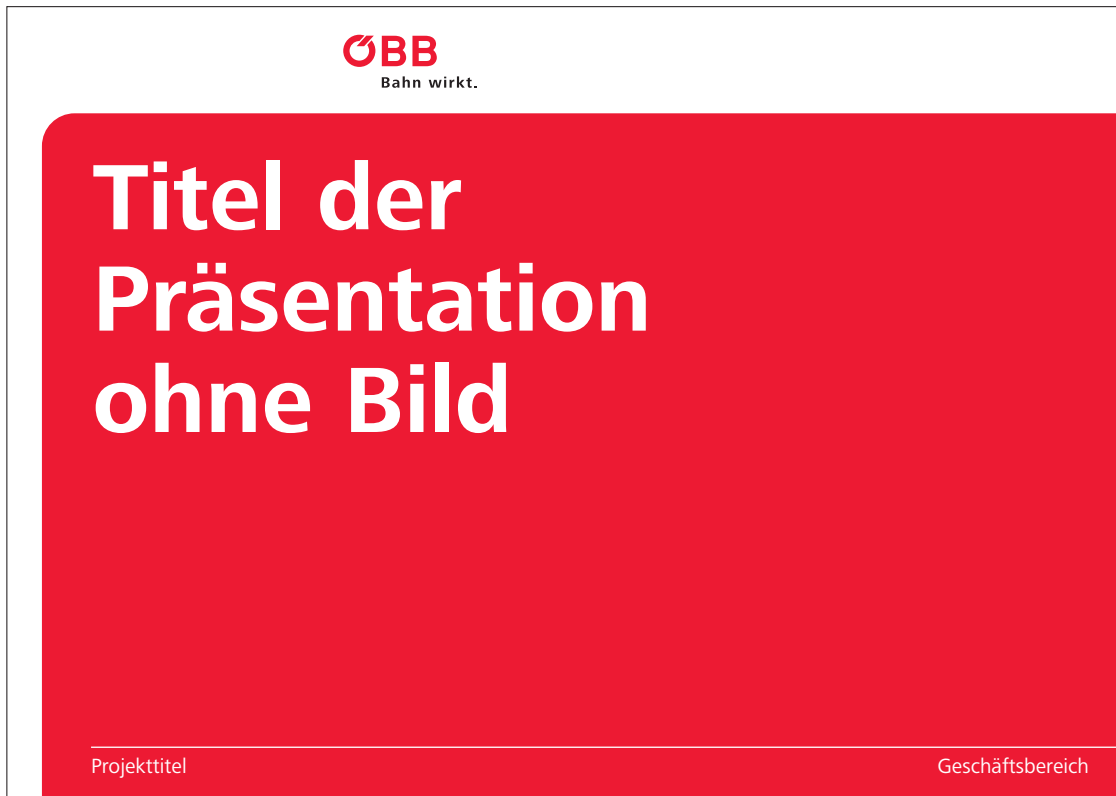 ÖBB
Bahn wirkt.
Titel der
Präsentation
ohne Bild
Projekttitel
Geschäftsbereich